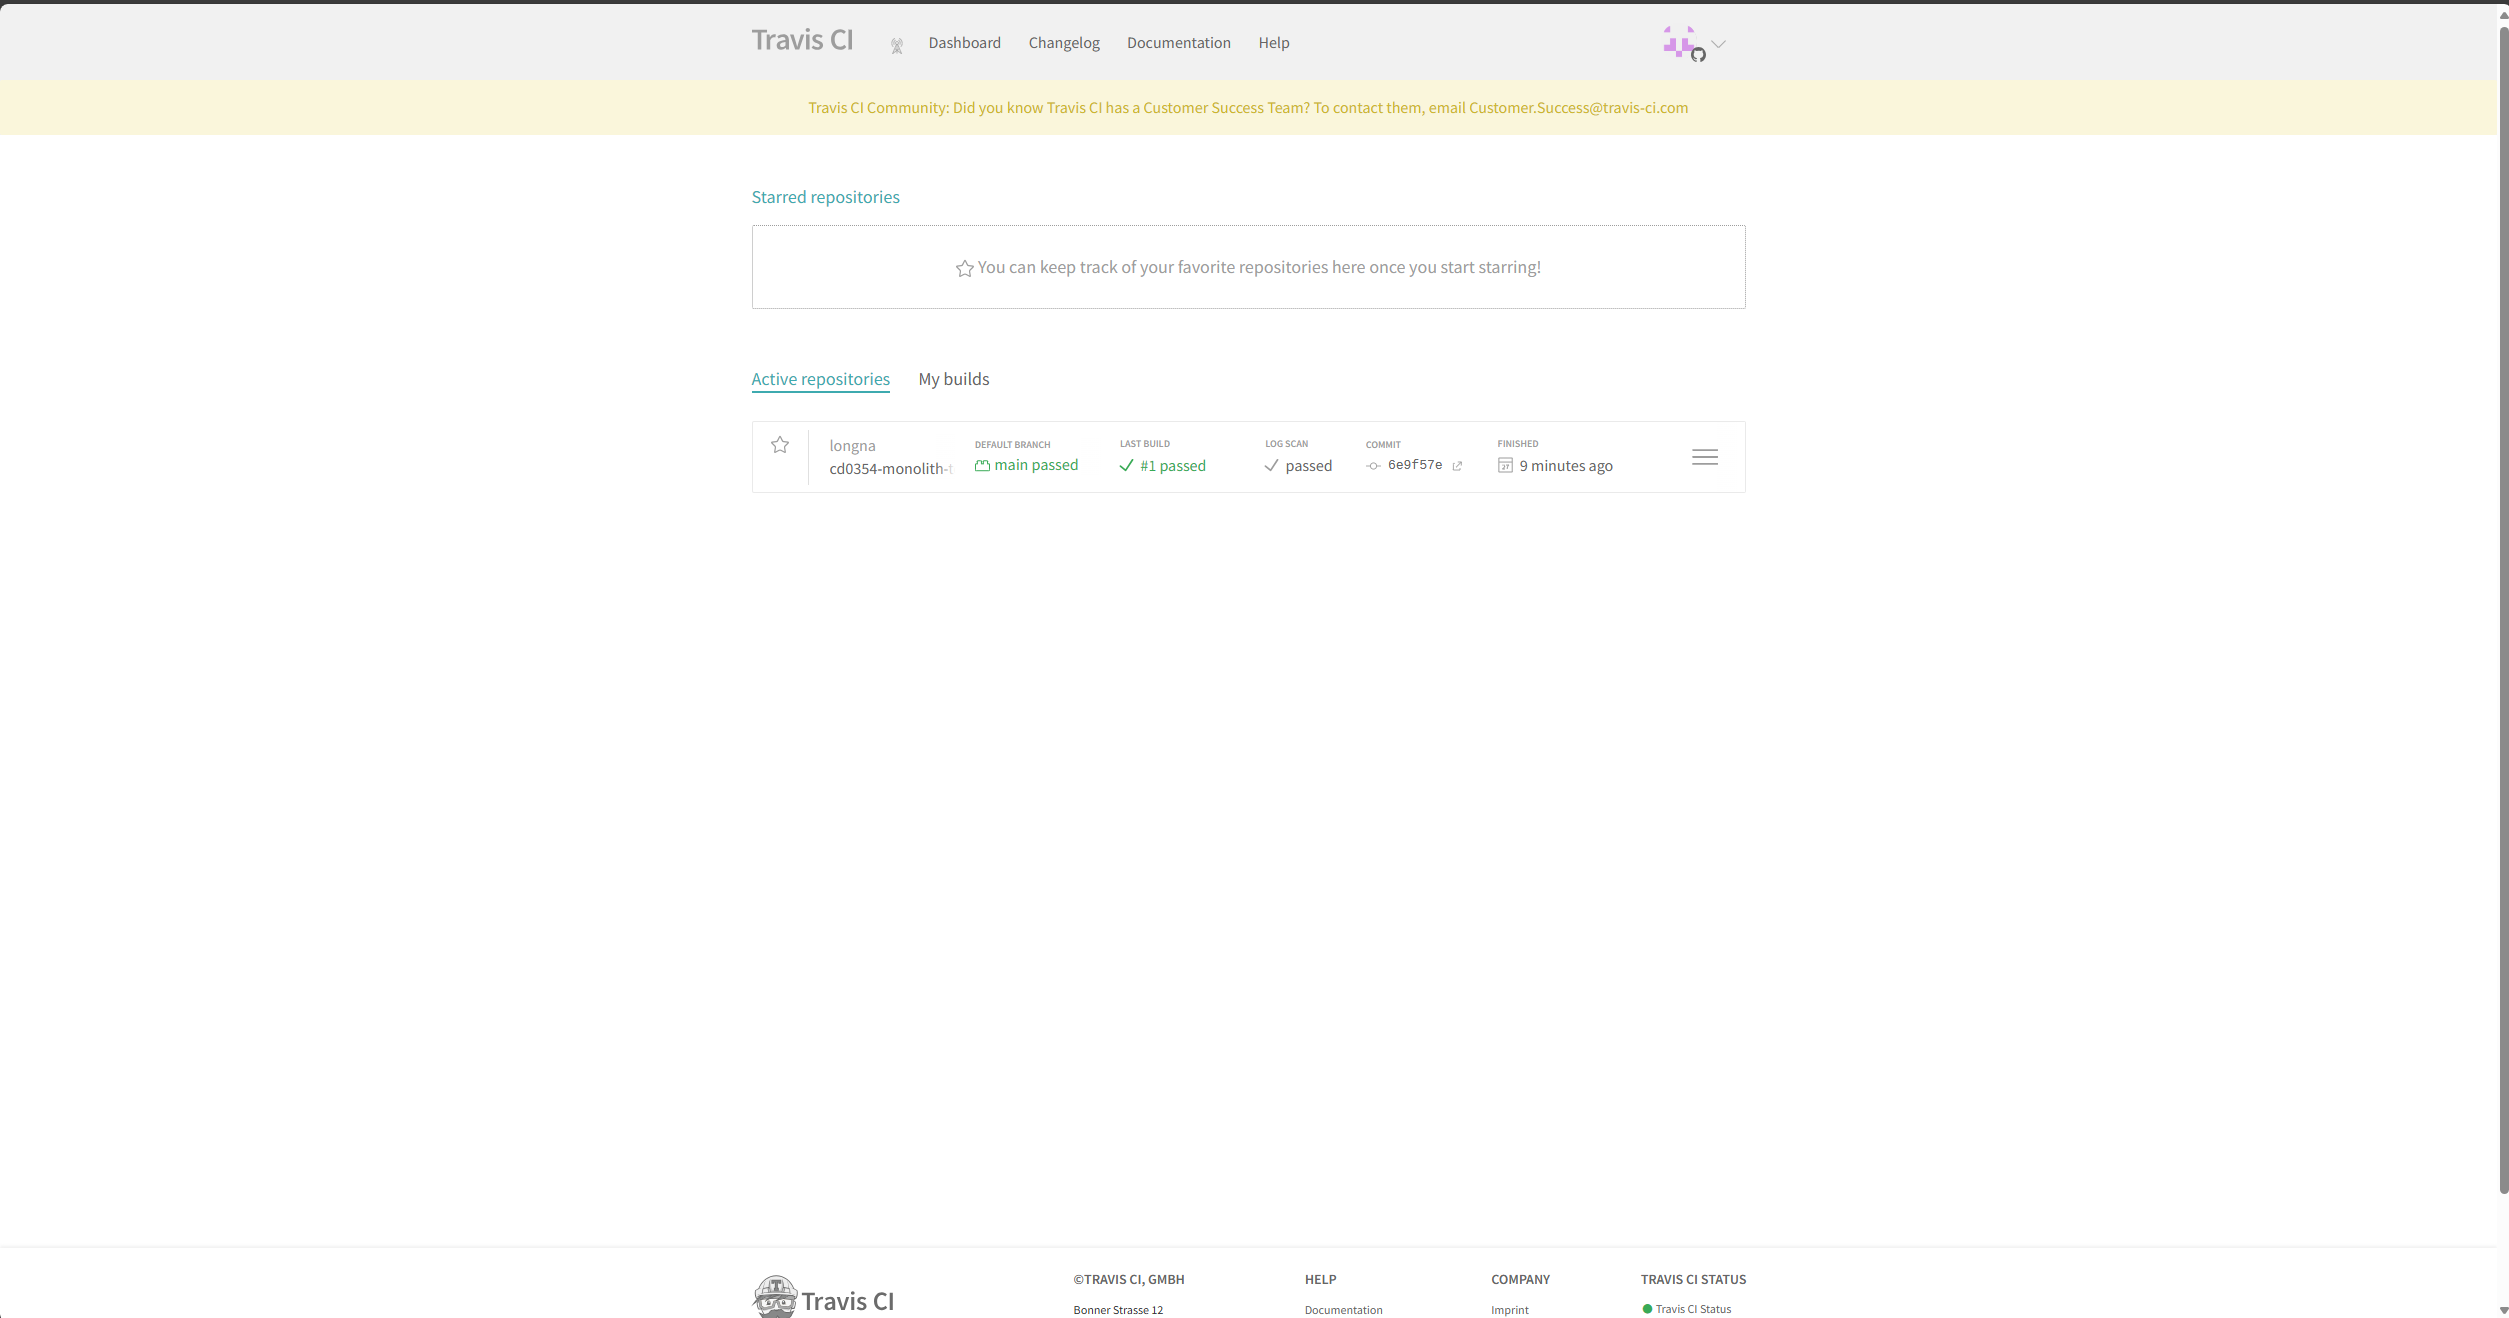 Travis CI
Dashboard
Changelog
Documentation
Help
Travis CI Community: Did you know Travis CI has a Customer Success Team? To contact them, email Customer.Success@travis-ci.com
Starred repositories
You can keep track of your favorite repositories here once you start starring!
Active repositories
My builds
longna
cd0354-monolith-t
DEFAULT BRANCH
main passed
LAST BUILD
#1 passed
LOG SCAN
passed
COMMIT
6e9f57e
FINISHED
27
9 minutes ago
Travis CI
©TRAVIS CI, GMBH
Bonner Strasse 12
HELP
Documentation
COMPANY
Imprint
TRAVIS CI STATUS
Travis CI Status